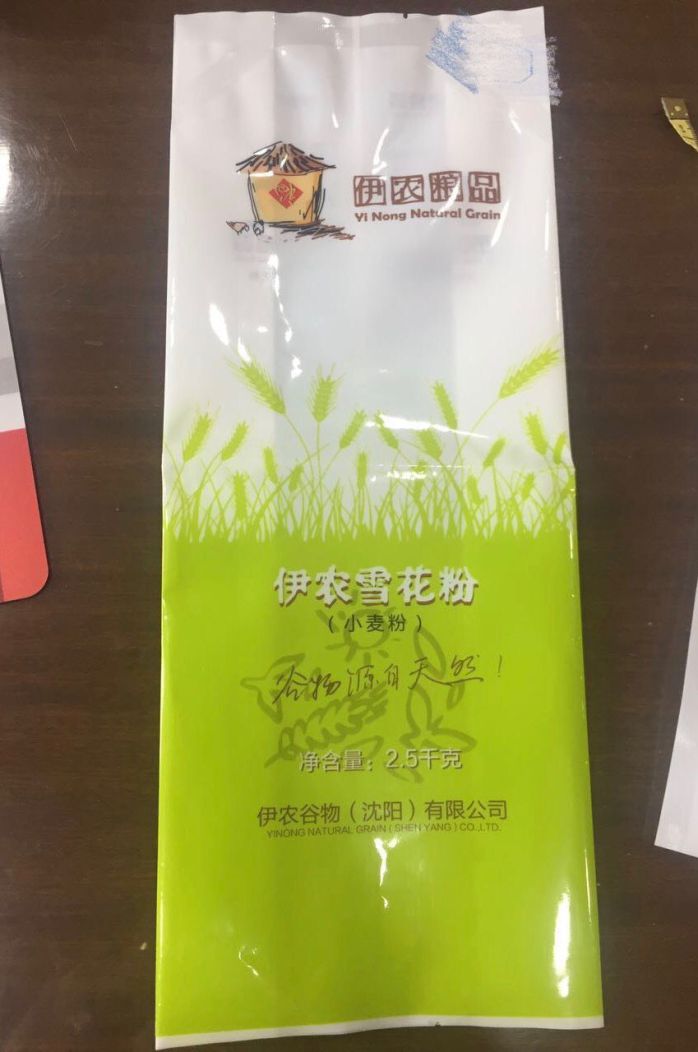 伊农粮品
Yi Nong Natural Grain
伊农雪花粉
（小麦粉）
谷物源自天然！
净含量：2.5千克
伊农谷物（沈阳）有限公司
YINONG NATURAL GRAIN ( SHEN YANG ) CO.,LTD.